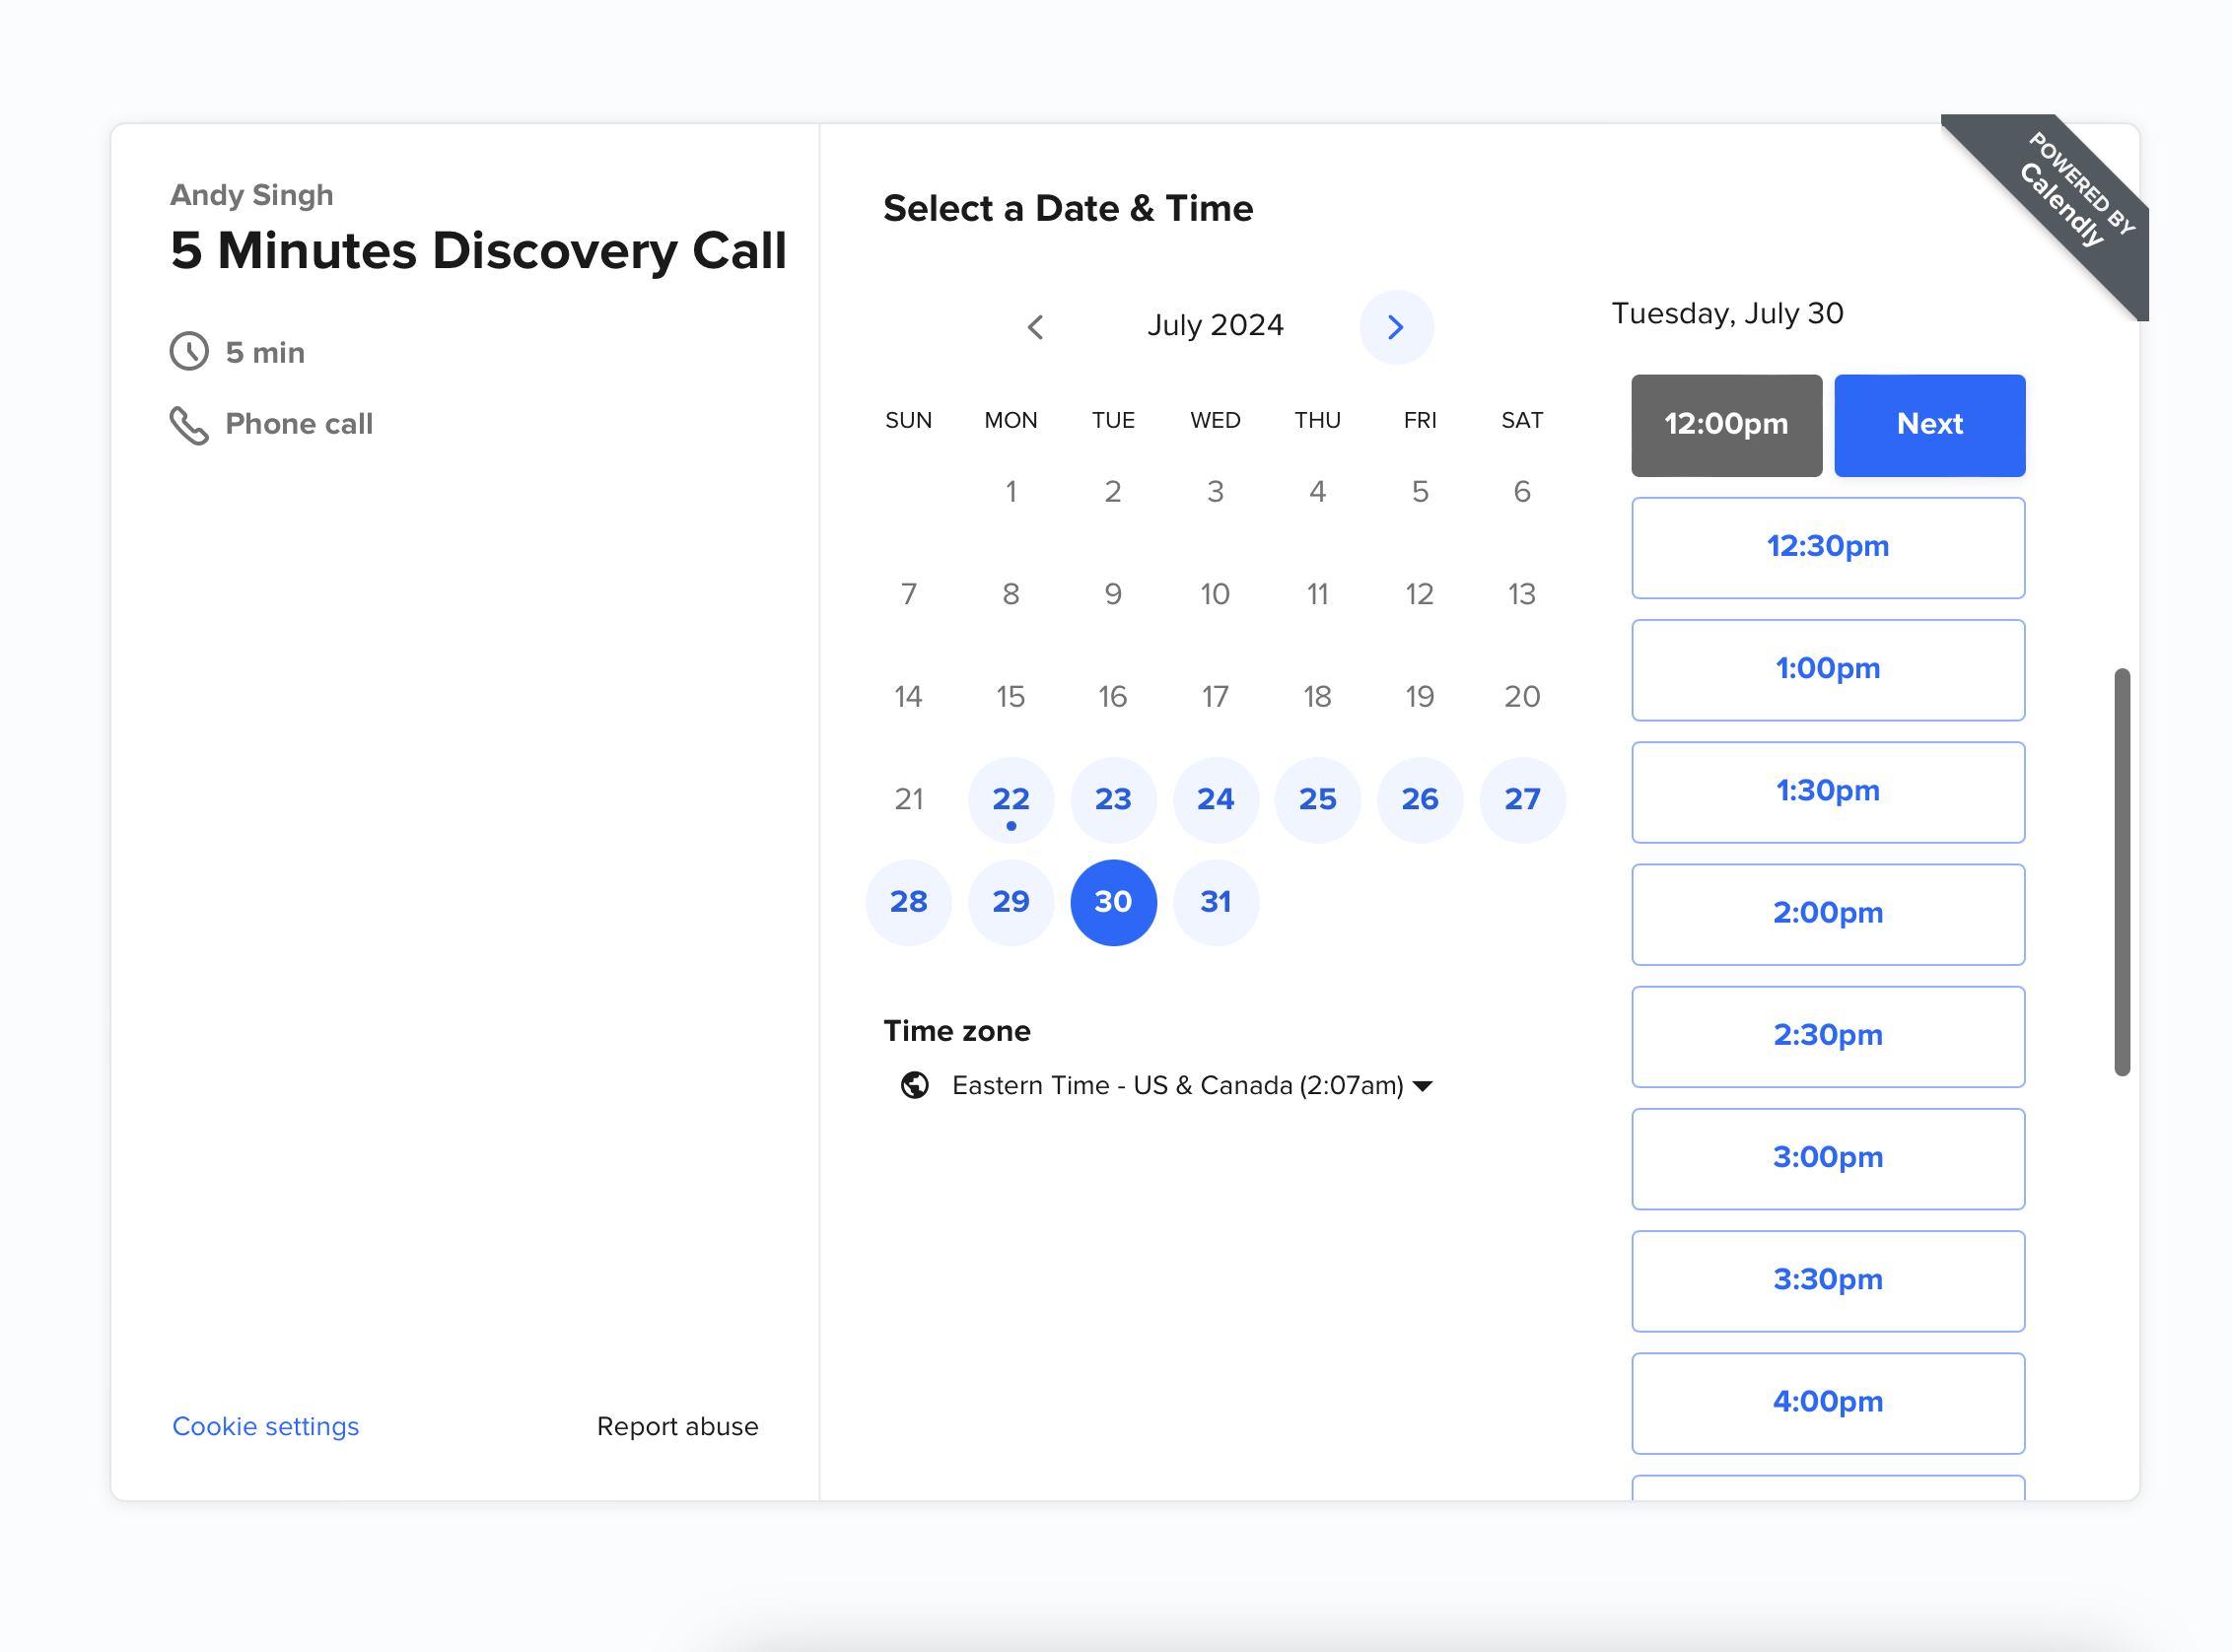 Andy Singh
5 Minutes Discovery Call
5 min
Phone call
Cookie settings
Report abuse
Select a Date & Time
July 2024
SUN MON TUE WED THU FRI SAT
1 2 3 4 5 6
7 8 9 10 11 12 13
14 15 16 17 18 19 20
21 22 23 24 25 26 27
28 29 30 31
Time zone
Eastern Time - US & Canada (2:07am)
POWERED BY
Calendly
Tuesday, July 30
12:00pm Next
12:30pm
1:00pm
1:30pm
2:00pm
2:30pm
3:00pm
3:30pm
4:00pm